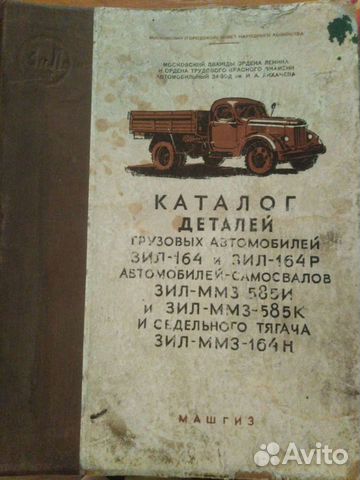 МОСКОВСКИЙ ГОРОДСКОЙ СОВЕТ НАРОДНОГО ХОЗЯЙСТВА
МОСКОВСКИЙ ДВАЖДЫ ОРДЕНА ЛЕНИНА
И ОРДЕНА ТРУДОВОГО КРАСНОГО ЗНАМЕНИ
АВТОМОБИЛЬНЫЙ ЗАВОД им. И. А. ЛИХАЧЕВА
КАТАЛОГ
ДЕТАЛЕЙ
ГРУЗОВЫХ АВТОМОБИЛЕЙ
ЗИЛ-164 и ЗИЛ-164Р
АВТОМОБИЛЕЙ-САМОСВАЛОВ
ЗИЛ-ММЗ 585И
и ЗИЛ-ММЗ-585К
И СЕДЕЛЬНОГО ТЯГАЧА
ЗИЛ-ММЗ-164Н
МАШГИЗ
Avito